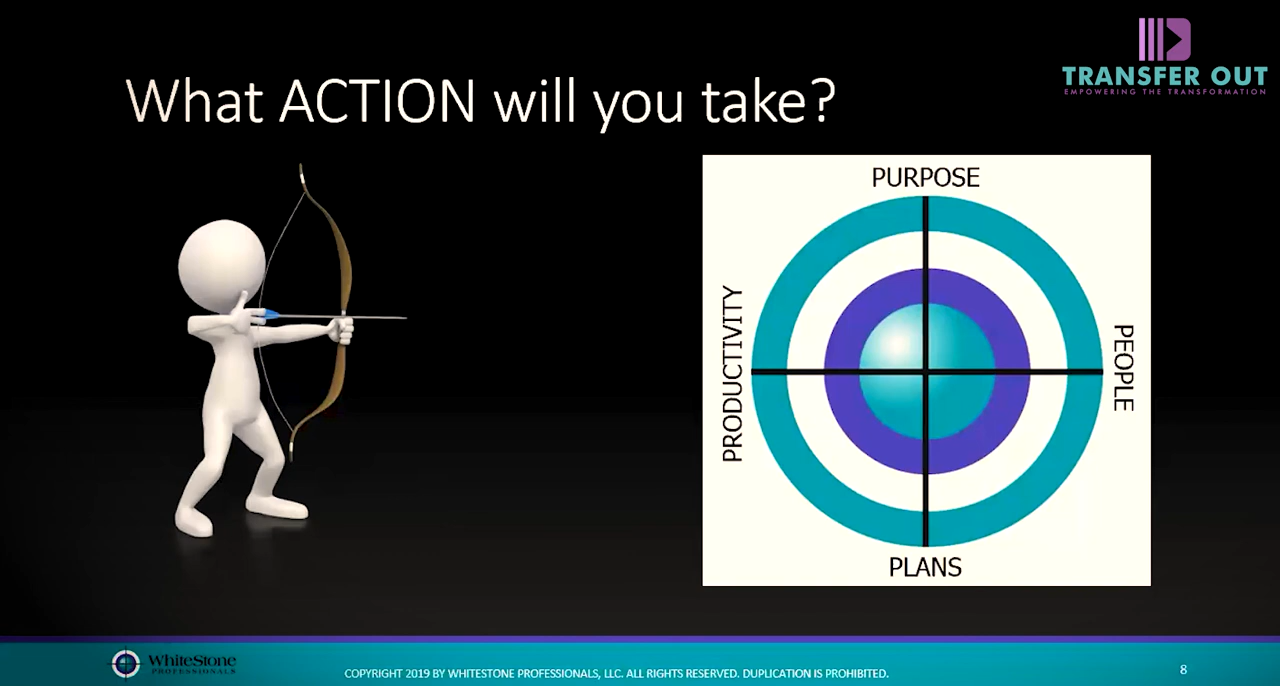 What ACTION will you take?
TRANSFER OUT
EMPOWERING THE TRANSFORMATION
PURPOSE
PRODUCTIVITY
PEOPLE
PLANS
WhiteStone
PROFESSIONALS
COPYRIGHT 2019 BY WHITESTONE PROFESSIONALS, LLC. ALL RIGHTS RESERVED. DUPLICATION IS PROHIBITED.
8